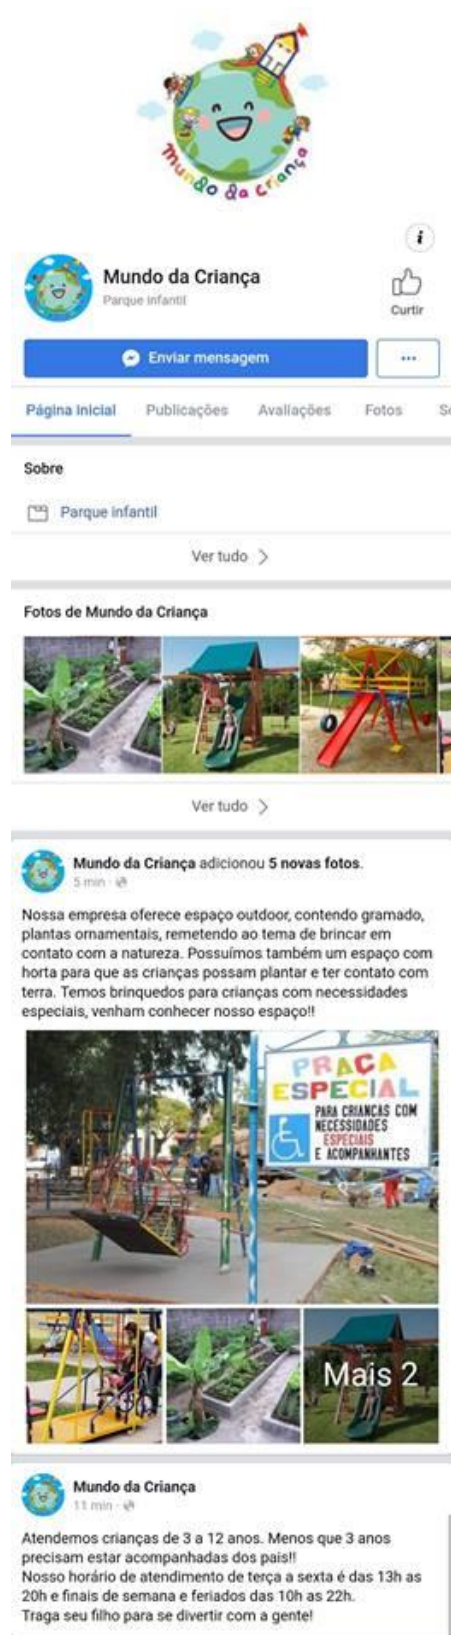 Mundo da Criança
Mundo da Criança
Parque infantil
Curtir
Enviar mensagem
Página inicial Publicações Avaliações Fotos Se
Sobre
Parque infantil
Ver tudo
Fotos de Mundo da Criança
Ver tudo
Mundo da Criança adicionou 5 novas fotos.
5 min
Nossa empresa oferece espaço outdoor, contendo gramado,
plantas ornamentais, remetendo ao tema de brincar em
contato com a natureza. Possuímos também um espaço com
horta para que as crianças possam plantar e ter contato com
terra. Temos brinquedos para crianças com necessidades
especiais, venham conhecer nosso espaço!!
PRAÇA
ESPECIAL
PARA CRIANCAS COM
NECESSIDADES
ESPECIAIS
E ACOMPANHANTES
Mais 2
Mundo da Criança
11 min
Atendemos crianças de 3 a 12 anos. Menos que 3 anos
precisam estar acompanhadas dos pais!!
Nosso horário de atendimento de terça a sexta é das 13h as
20h e finais de semana e feriados das 10h as 22h.
Traga seu filho para se divertir com a gente!